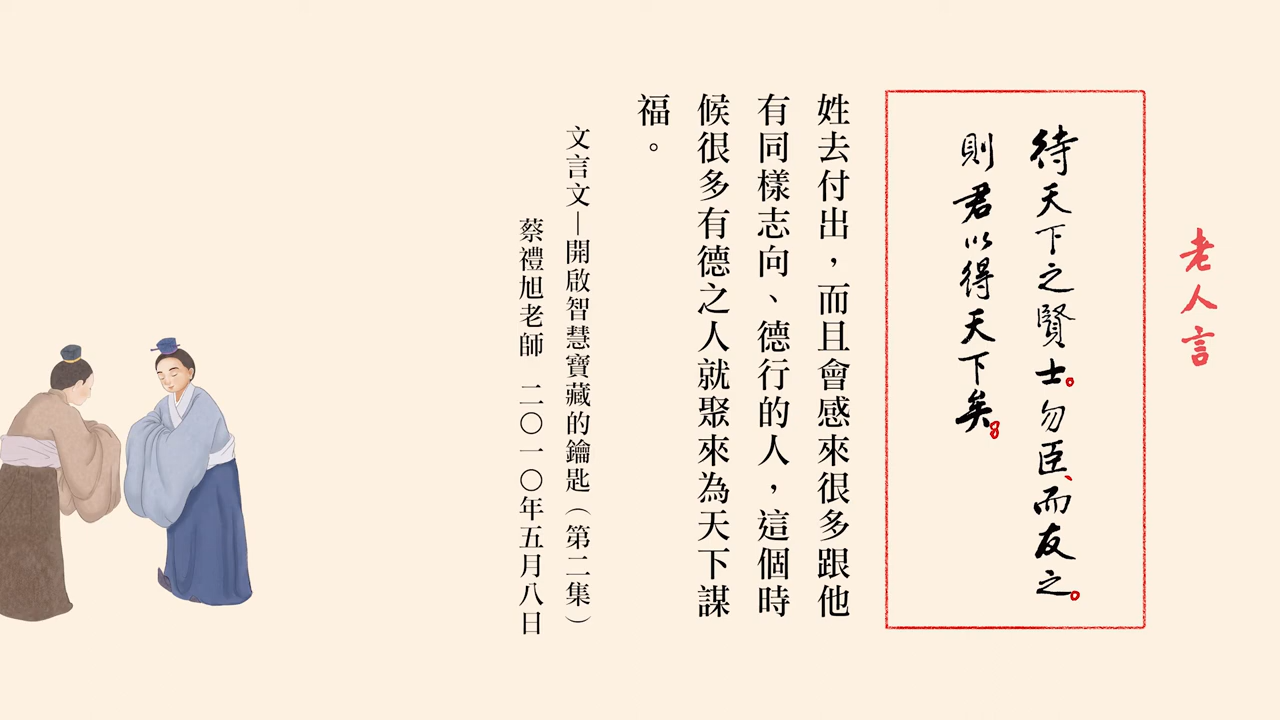 老人言
待天下之賢士。勿臣、而友之。
則君以得天下矣。
姓去付出，而且會感來很多跟他
有同樣志向、德行的人，這個時
候很多有德之人就聚來為天下謀
福。
文言文—開啟智慧寶藏的鑰匙（第二集）
蔡禮旭老師 二〇一〇年五月八日